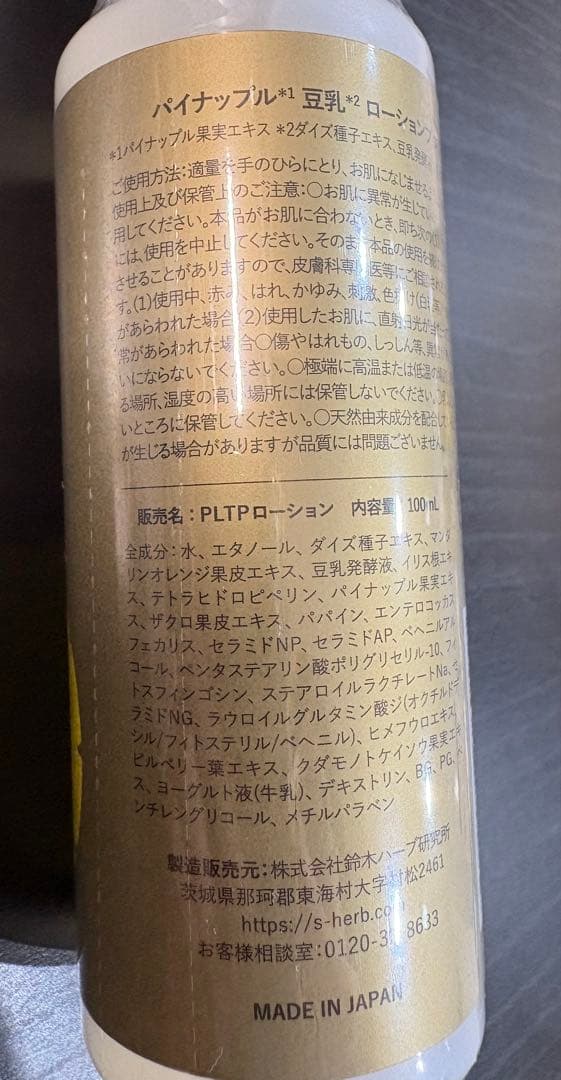 パイナップル*1 豆乳*2 ローションプ
*1パイナップル果実エキス *2ダイズ種子エキス、豆乳発酵
ご使用方法:適量を手のひらにとり、お肌になじませる
使用上及び保管上のご注意:○お肌に異常が生じてい
用してください。本品がお肌に合わないとき、即ち次の
には、使用を中止してください。そのまま本品の使用を
させることがありますので、皮膚科専門医等にご相談
す。(1)使用中、赤み、はれ、かゆみ、刺激、色抜け(白
があらわれた場合(2)使用したお肌に、直射日光が
常があらわれた場合○傷やはれもの、しっしん等、異
いにならないでください。○極端に高温または低温の
る場所、湿度の高い場所には保管しないでください。
いところに保管してください。○天然由来成分を配合して
が生じる場合がありますが品質には問題ございません。
販売名:PLTPローション 内容量 100mL
全成分:水、エタノール、ダイズ種子エキス、マンダ
リンオレンジ果皮エキス、豆乳発酵液、イリス根エキ
ス、テトラヒドロピペリン、パイナップル果実エキ
ス、ザクロ果皮エキス、パパイン、エンテロコッカス
フェカリス、セラミドNP、セラミドAP、ベヘニルアル
コール、ペンタステアリン酸ポリグリセリル-10、フィ
トスフィンゴシン、ステアロイルラクチレートNa、セ
ラミドNG、ラウロイルグルタミン酸ジ(オクチルドデ
シル/フィトステリル/ベヘニル)、ヒメフウロエキス、
ビルベリー葉エキス、クダモノトケイソウ果実エキ
ス、ヨーグルト液(牛乳)、デキストリン、BG、PG、ペ
ンチレングリコール、メチルパラベン
製造販売元:株式会社鈴木ハーブ研究所
茨城県那珂郡東海村大字村松2461
https://s-herb.co
お客様相談室:0120-3 8633
MADE IN JAPAN